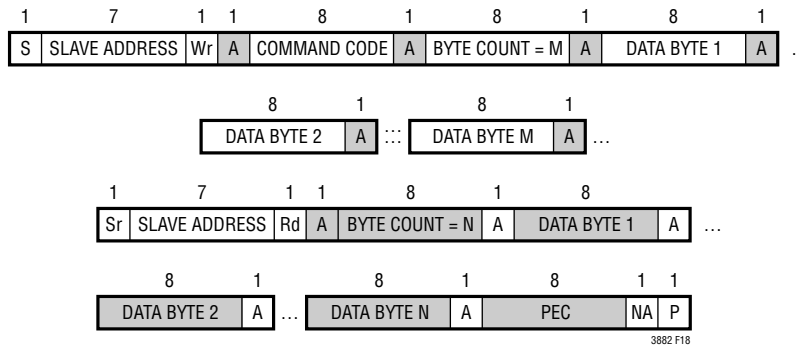 1 7 1 1 8 1 8 1 8 1
S SLAVE ADDRESS Wr A COMMAND CODE A BYTE COUNT = M A DATA BYTE 1 A .
8 1 8 1
DATA BYTE 2 A ... DATA BYTE M A …
1 7 1 1 8 1 8 1
Sr SLAVE ADDRESS Rd A BYTE COUNT = N A DATA BYTE 1 A …
8 1 8 1 8 1 1
DATA BYTE 2 A … DATA BYTE N A PEC NA P
3882 F18